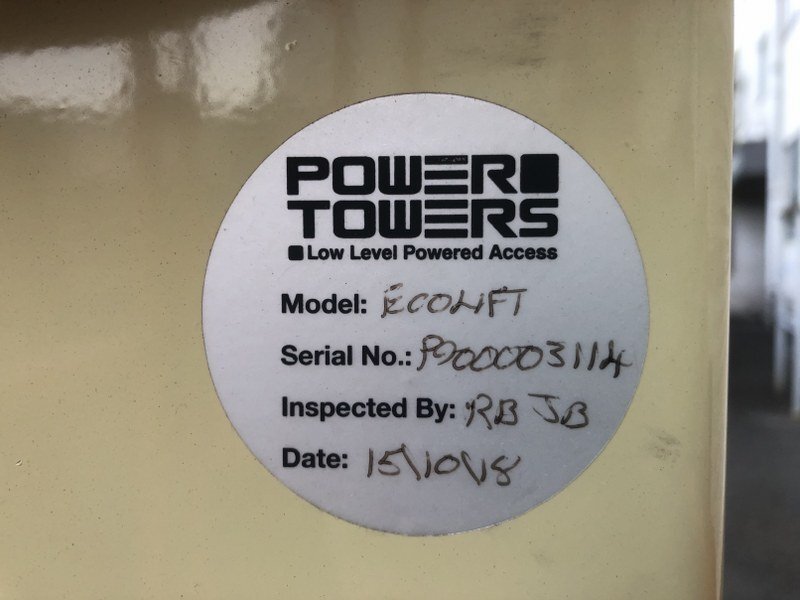 POWER
TOWERS
Low Level Powered Access
Model: ECOLIFT
Serial No.: P000003114
Inspected By: RB JB
Date: 15\10\18